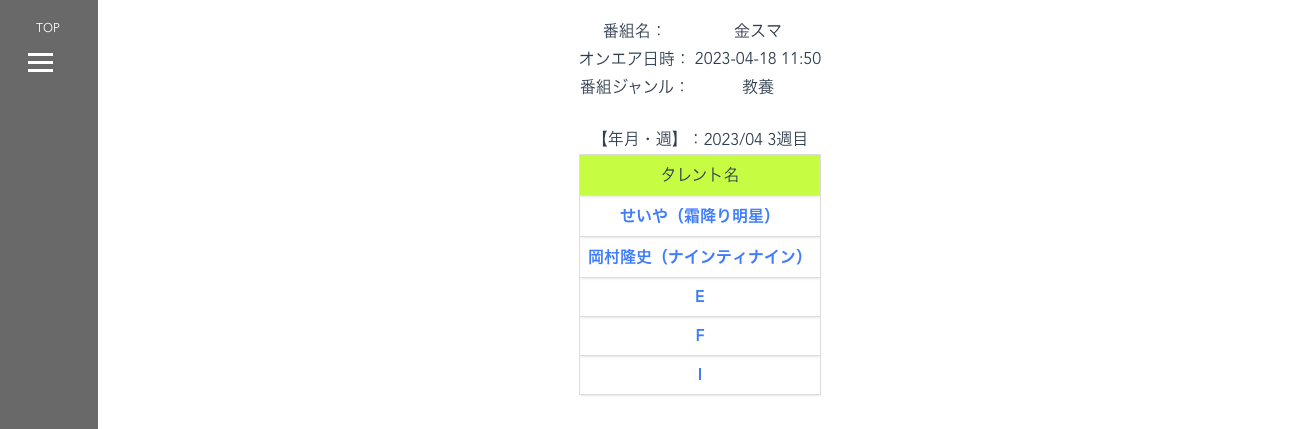 TOP
番組名： 金スマ
オンエア日時： 2023-04-18 11:50
番組ジャンル： 教養
【年月・週】：2023/04 3週目
タレント名
せいや（霜降り明星）
岡村隆史（ナインティナイン）
E
F
I